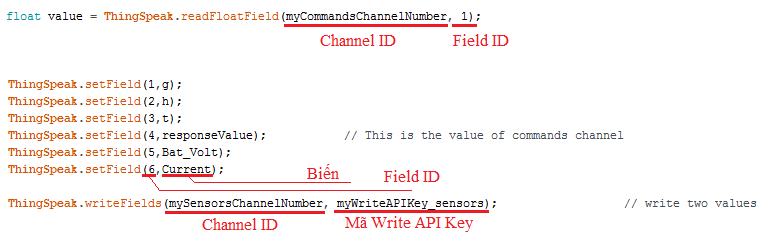 float value = ThingSpeak.readFloatField(myCommandsChannelNumber, 1);
Channel ID Field ID
ThingSpeak.setField(1,g);
ThingSpeak.setField(2,h);
ThingSpeak.setField(3,t);
ThingSpeak.setField(4,responseValue); // This is the value of commands channel
ThingSpeak.setField(5,Bat_Volt);
ThingSpeak.setField(6,Current);
Biến Field ID
ThingSpeak.writeFields(mySensorsChannelNumber, myWriteAPIKey_sensors); // write two values
Channel ID Mã Write API Key